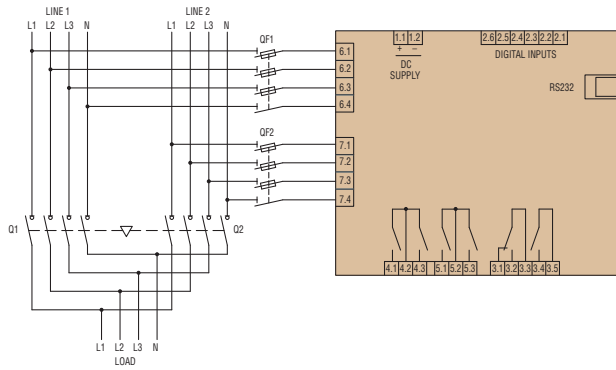 LINE 1 LINE 2
L1 L2 L3 N L1 L2 L3 N
QF1
6.1
6.2
6.3
6.4
QF2
7.1
7.2
7.3
7.4
1.1 1.2
+ –
DC
SUPPLY
2.6 2.5 2.4 2.3 2.2 2.1
DIGITAL INPUTS
RS232
Q1 Q2
4.1 4.2 4.3 5.1 5.2 5.3 3.1 3.2 3.3 3.4 3.5
L1 L2 L3 N
LOAD